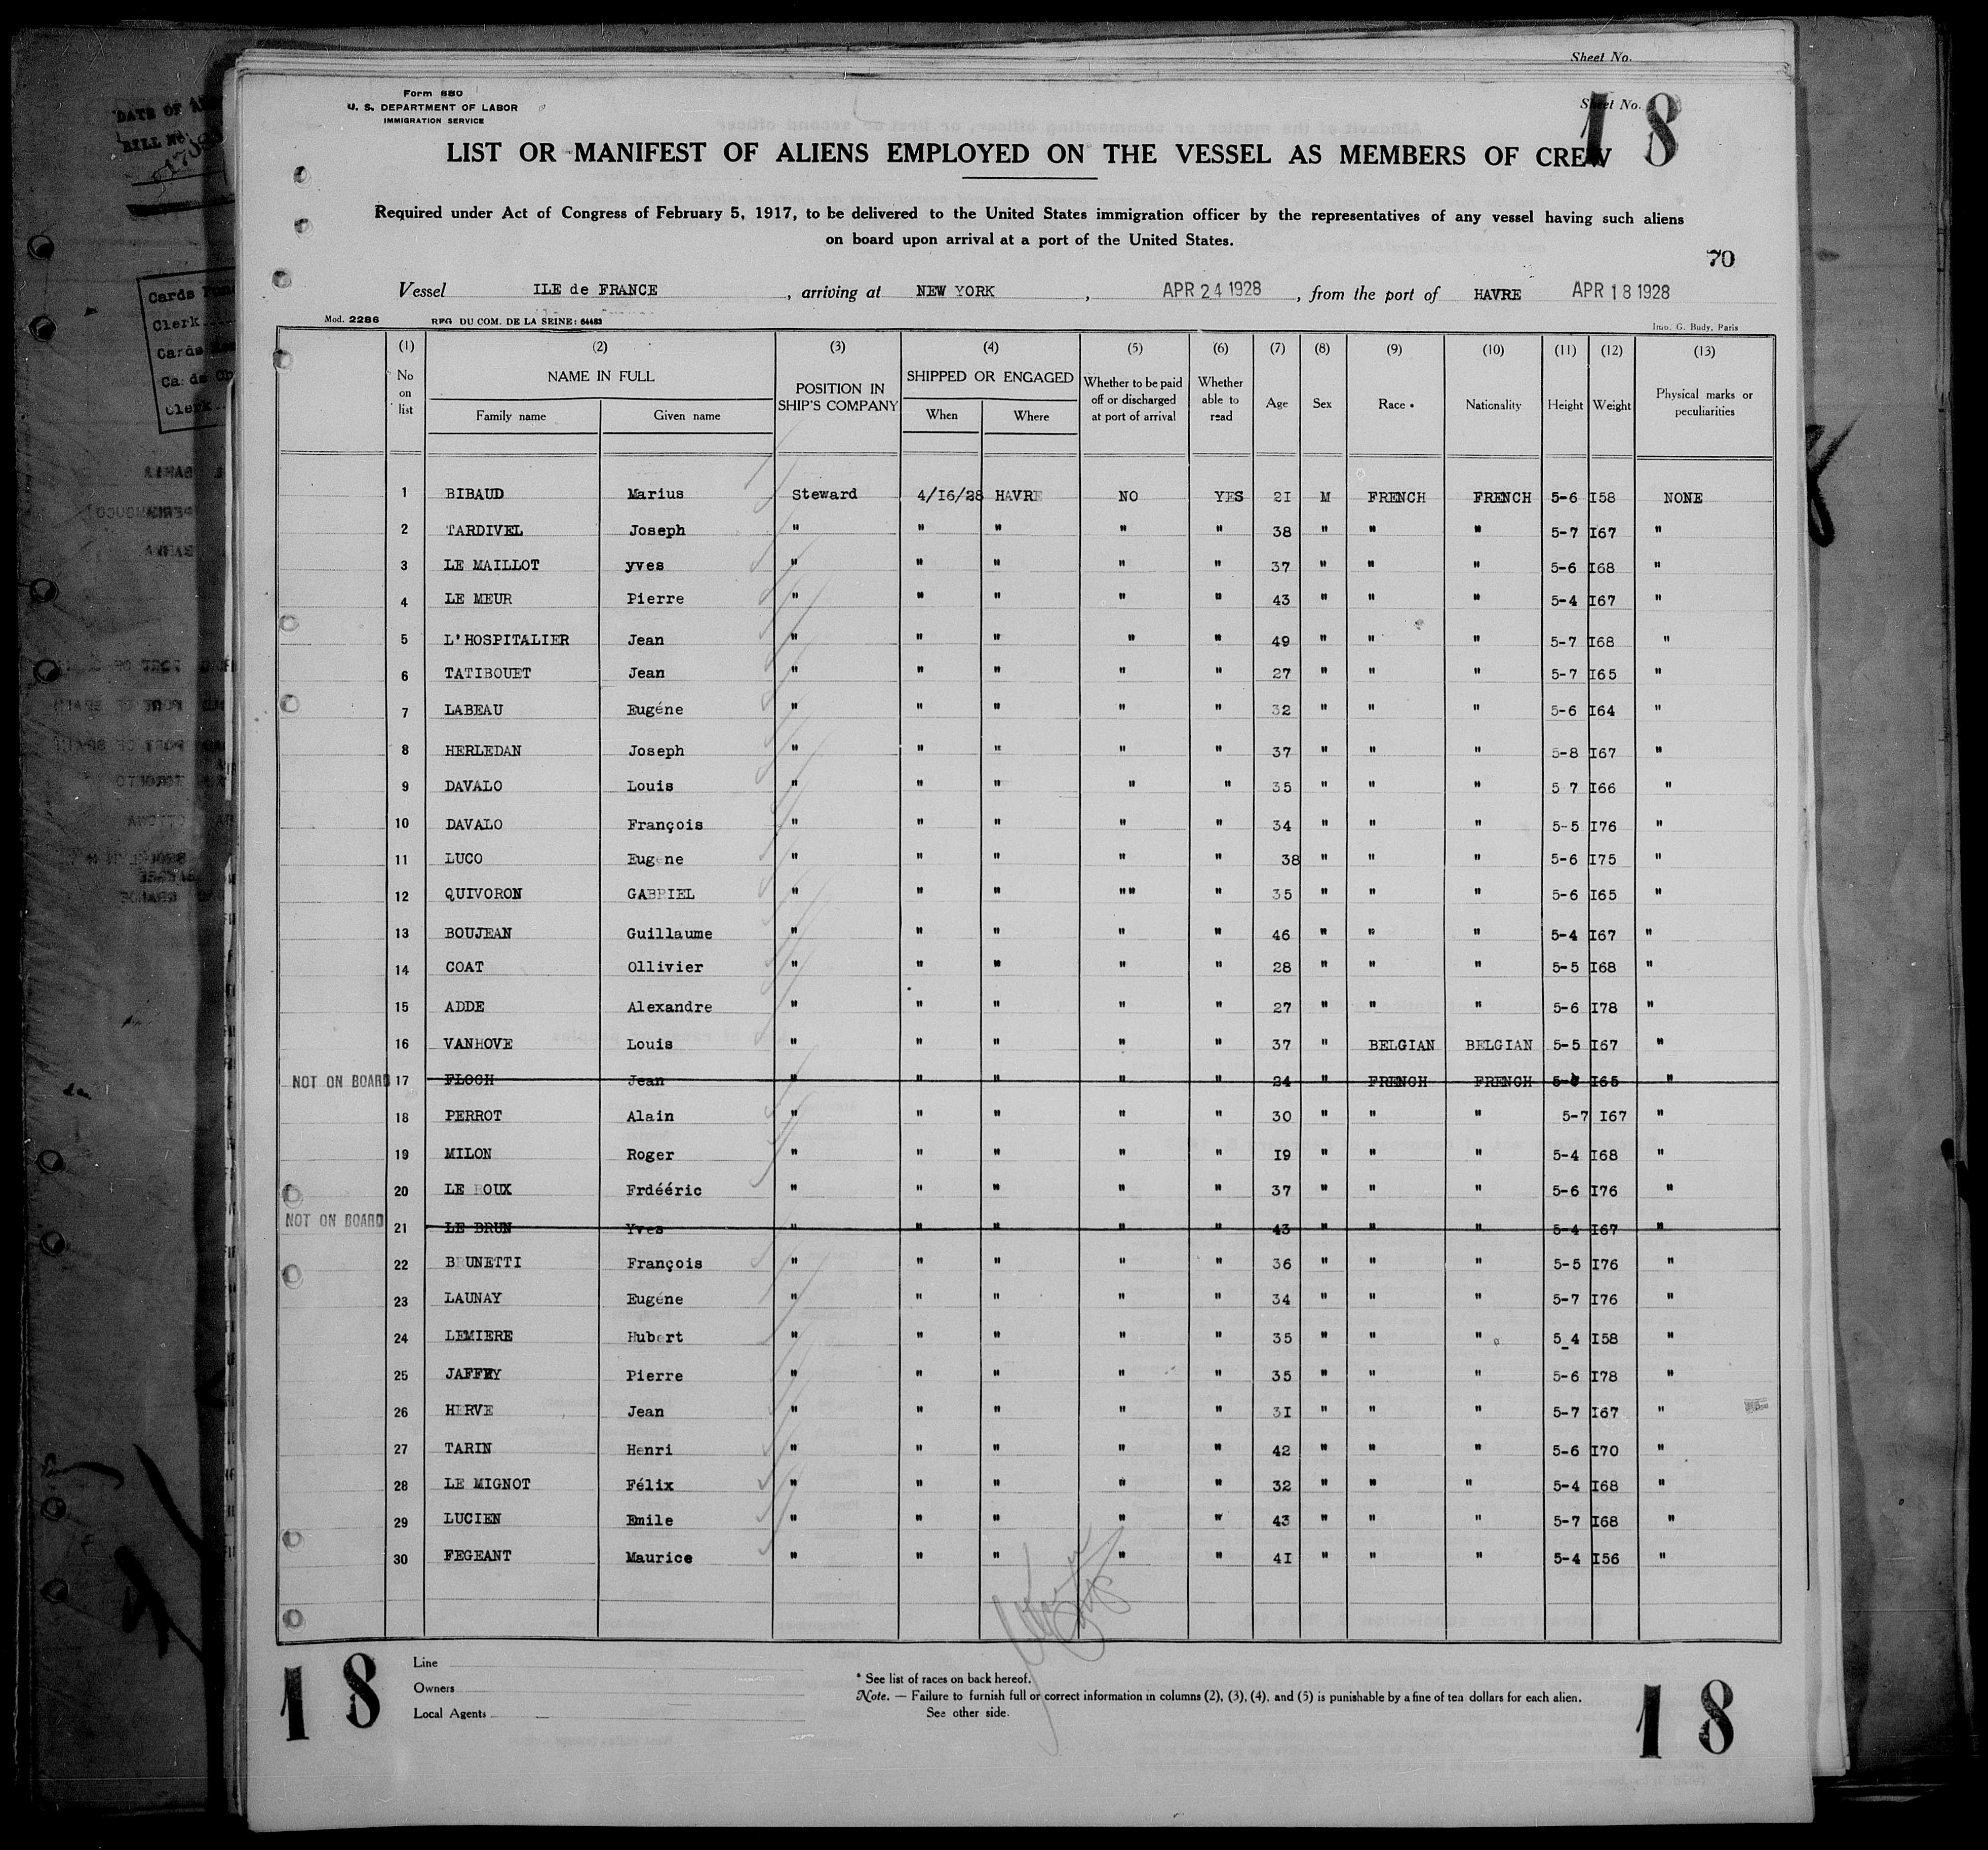 Sheet No.
Form 680
U. S. DEPARTMENT OF LABOR
IMMIGRATION SERVICE
Sheet No. 18
LIST OR MANIFEST OF ALIENS EMPLOYED ON THE VESSEL AS MEMBERS OF CREW
Required under Act of Congress of February 5, 1917, to be delivered to the United States immigration officer by the representatives of any vessel having such aliens
on board upon arrival at a port of the United States.
70
Vessel ILE de FRANCE, arriving at NEW YORK, APR 24 1928, from the port of HAVRE APR 18 1928
Mod. 2286 REG DU COM. DE LA SEINE: 64483 Imp. G. Budy, Paris
(1) (2) (3) (4) (5) (6) (7) (8) (9) (10) (11) (12) (13)
No on list NAME IN FULL Family name Given name POSITION IN SHIP'S COMPANY SHIPPED OR ENGAGED When Where Whether to be paid off or discharged at port of arrival Whether able to read Age Sex Race * Nationality Height Weight Physical marks or peculiarities
1 BIBAUD Marius Steward 4/16/28 HAVRE NO YES 2I M FRENCH FRENCH 5-6 I58 NONE
2 TARDIVEL Joseph " " " " " 38 " " " 5-7 I67 "
3 LE MAILLOT yves " " " " " 37 " " " 5-6 I68 "
4 LE MEUR Pierre " " " " " 43 " " " 5-4 I67 "
5 L'HOSPITALIER Jean " " " " " 49 " " " 5-7 I68 "
6 TATIBOUET Jean " " " " " 27 " " " 5-7 I65 "
7 LABEAU Eugéne " " " " " 32 " " " 5-6 I64 "
8 HERLEDAN Joseph " " " " " 37 " " " 5-8 I67 "
9 DAVALO Louis " " " " " 35 " " " 5 7 I66 "
10 DAVALO François " " " " " 34 " " " 5-5 I76 "
11 LUCO Eugene " " " " " 38 " " " 5-6 I75 "
12 QUIVORON GABRIEL " " " "" " 35 " " " 5-6 I65 "
13 BOUJEAN Guillaume " " " " " 46 " " " 5-4 I67 "
14 COAT Ollivier " " " " " 28 " " " 5-5 I68 "
15 ADDE Alexandre " " " " " 27 " " " 5-6 I78 "
16 VANHOVE Louis " " " " " 37 " BELGIAN BELGIAN 5-5 I67 "
NOT ON BOARD 17 FLOCH Jean " " " " " 24 " FRENCH FRENCH I65 "
18 PERROT Alain " " " " " 30 " " " 5-7 I67 "
19 MILON Roger " " " " " I9 " " " 5-4 I68 "
20 LE ROUX Frdééric " " " " " 37 " " " 5-6 I76 "
NOT ON BOARD 21 LE BRUN Yves " " " " " 43 " " " 5-4 I67 "
22 BRUNETTI François " " " " " 36 " " " 5-5 I76 "
23 LAUNAY Eugéne " " " " " 34 " " " 5-7 I76 "
24 LEMIERE Hubert " " " " " 35 " " " 5_4 I58 "
25 JAFFRY Pierre " " " " " 35 " " " 5-6 I78 "
26 HERVE Jean " " " " " 3I " " " 5-7 I67 "
27 TARIN Henri " " " " " 42 " " " 5-6 I70 "
28 LE MIGNOT Félix " " " " " 32 " " " 5-4 I68 "
29 LUCIEN Emile " " " " " 43 " " " 5-7 I68 "
30 FEGEANT Maurice " " " " " 4I " " " 5-4 I56 "
Line
Owners
Local Agents
* See list of races on back hereof.
Note. — Failure to furnish full or correct information in columns (2), (3), (4), and (5) is punishable by a fine of ten dollars for each alien.
See other side.
18
18